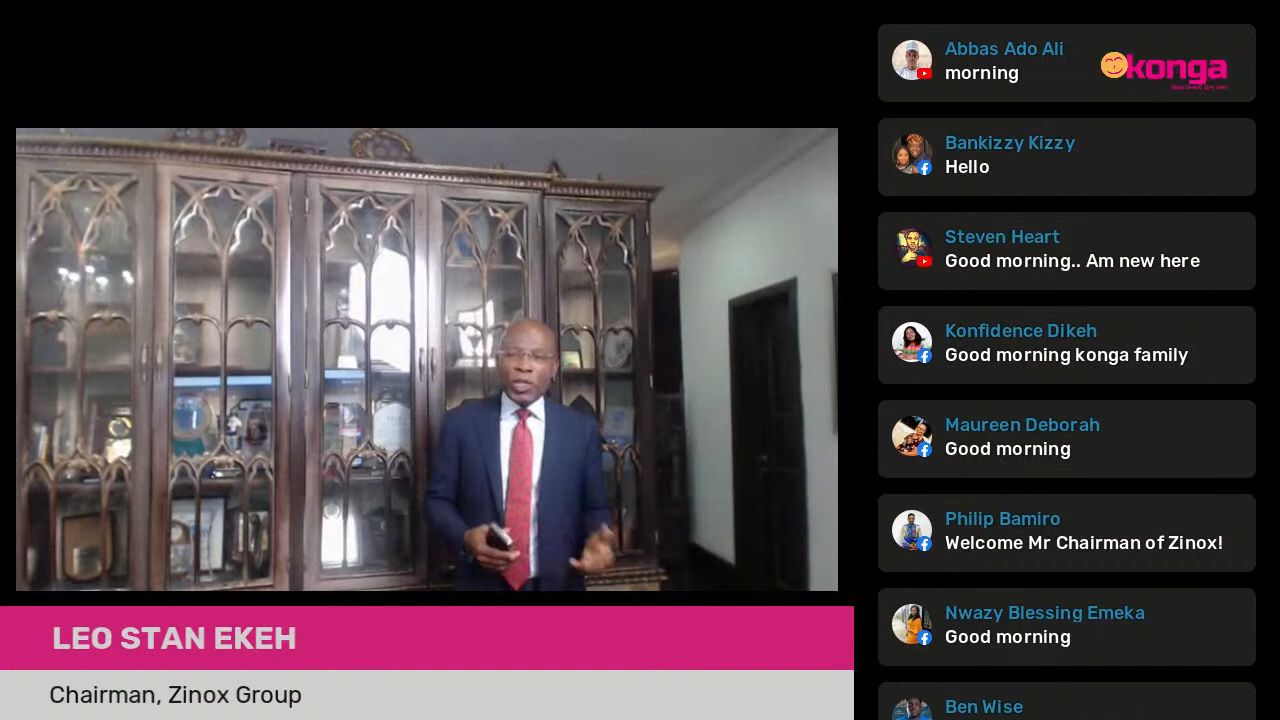 LEO STAN EKEH
Chairman, Zinox Group
Abbas Ado Ali
morning
konga
Bankizzy Kizzy
Hello
Steven Heart
Good morning.. Am new here
Konfidence Dikeh
Good morning konga family
Maureen Deborah
Good morning
Philip Bamiro
Welcome Mr Chairman of Zinox!
Nwazy Blessing Emeka
Good morning
Ben Wise